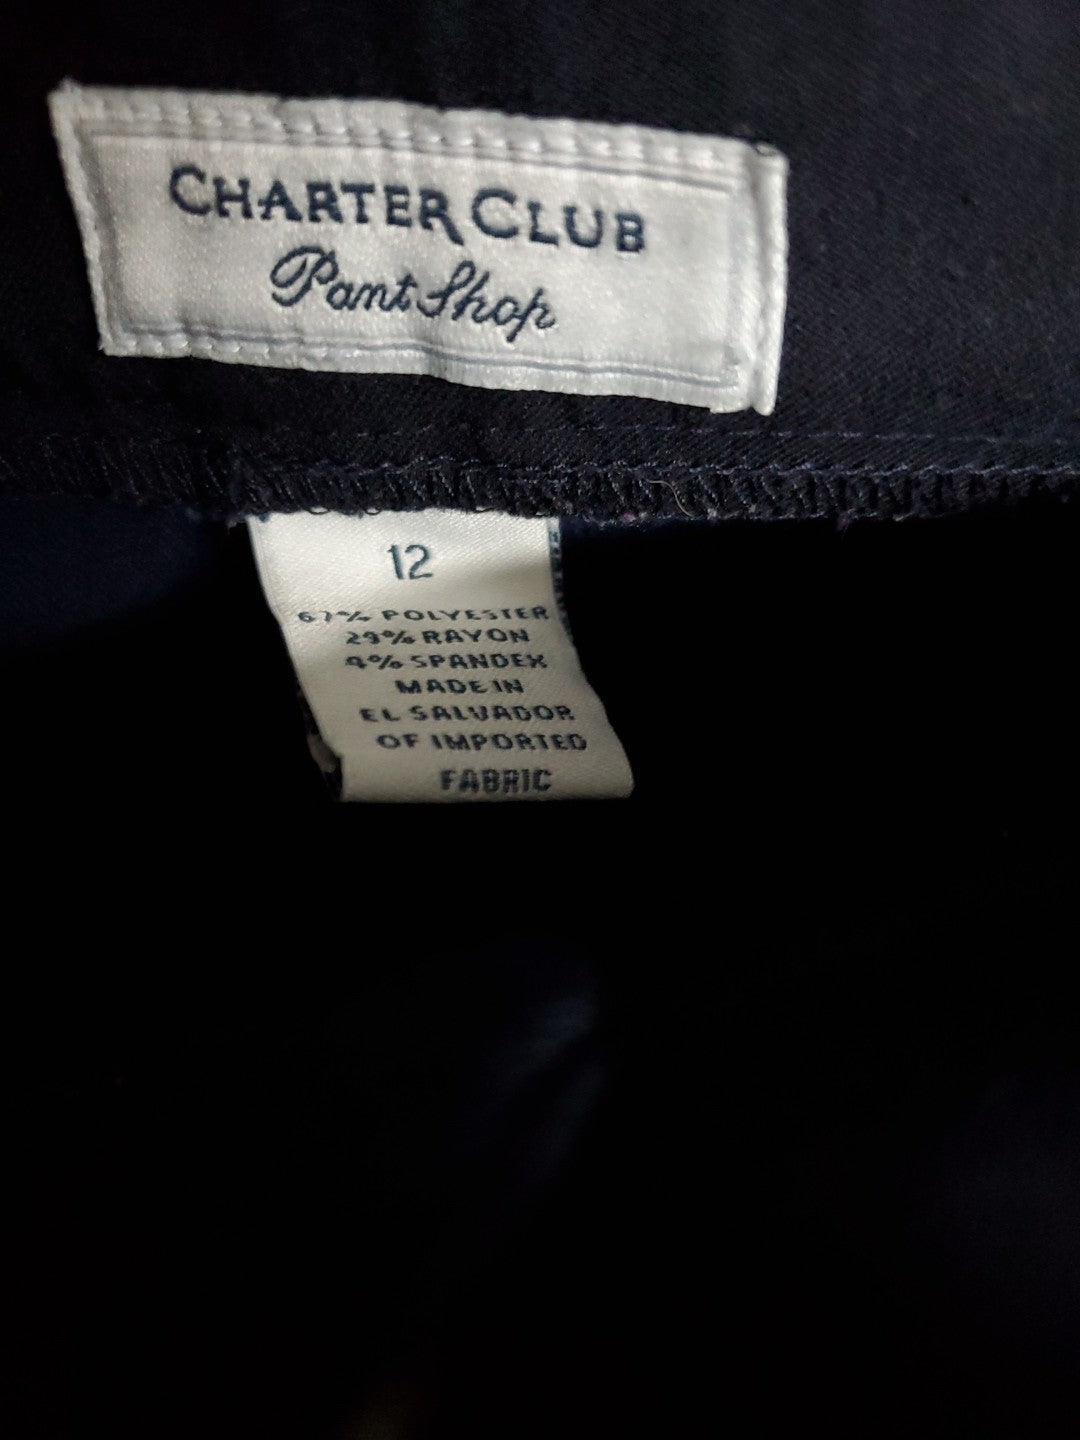 CHARTER CLUB
Pant Shop
12
67% POLYESTER
29% RAYON
4% SPANDEX
MADE IN
EL SALVADOR
OF IMPORTED
FABRIC